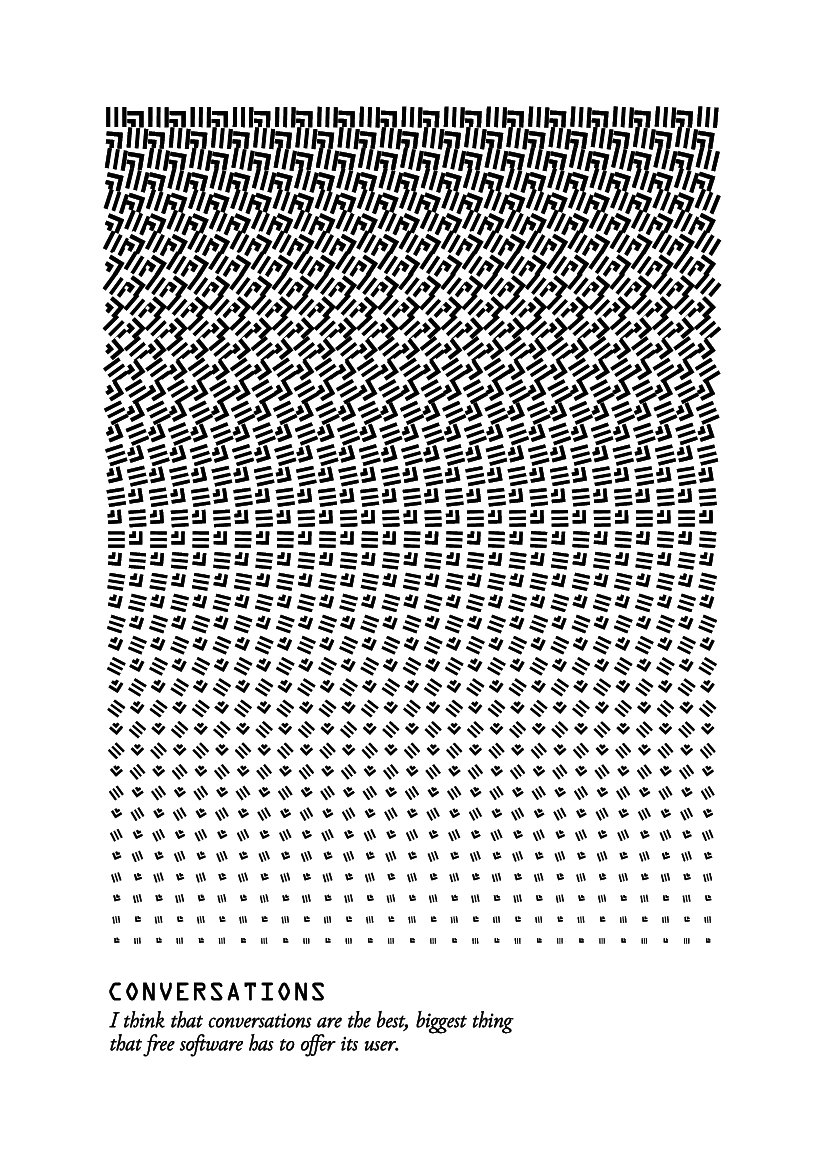 CONVERSATIONS
I think that conversations are the best, biggest thing
that free software has to offer its user.